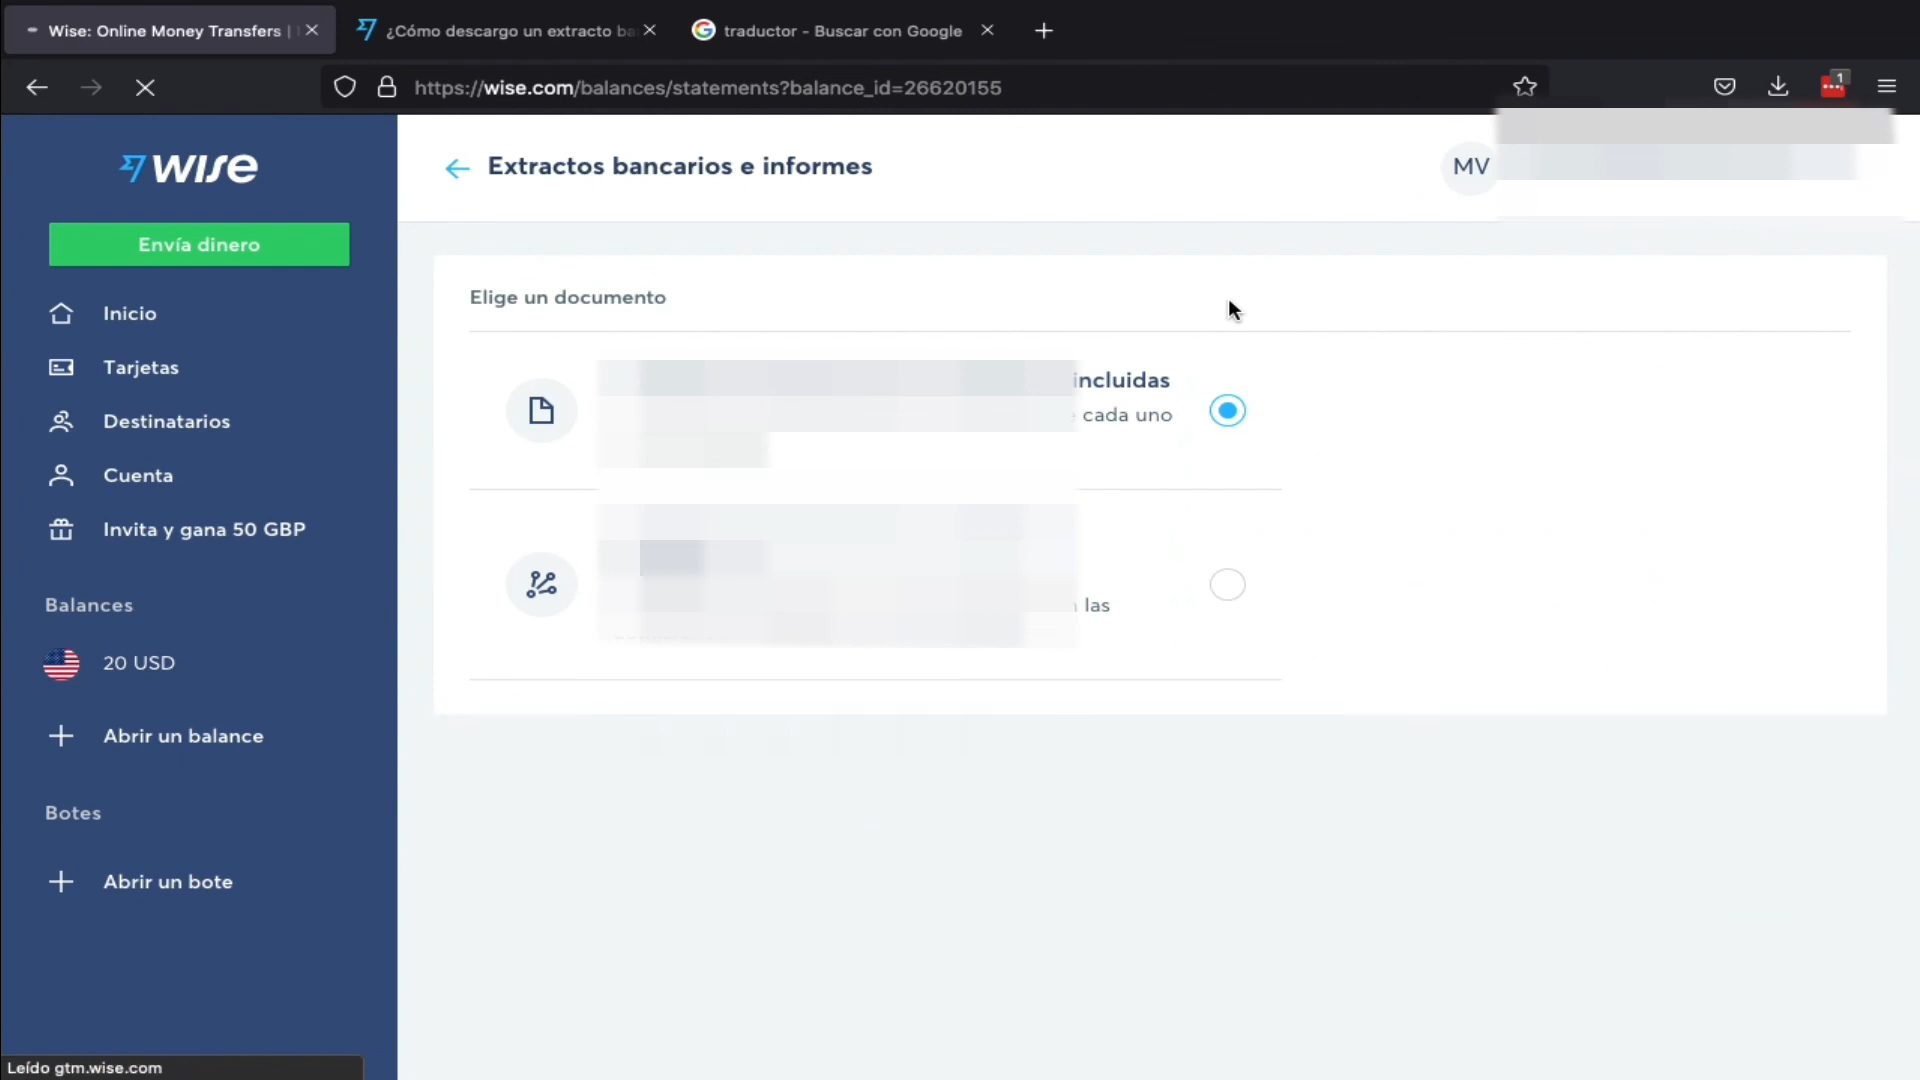 Wise: Online Money Transfers |
¿Cómo descargo un extracto ba
traductor - Buscar con Google
https://wise.com/balances/statements?balance_id=26620155
1
WISE
Extractos bancarios e informes
MV
Envía dinero
Elige un documento
Inicio
Tarjetas
incluidas
cada uno
Destinatarios
Cuenta
Invita y gana 50 GBP
las
Balances
20 USD
Abrir un balance
Botes
Abrir un bote
Leído gtm.wise.com